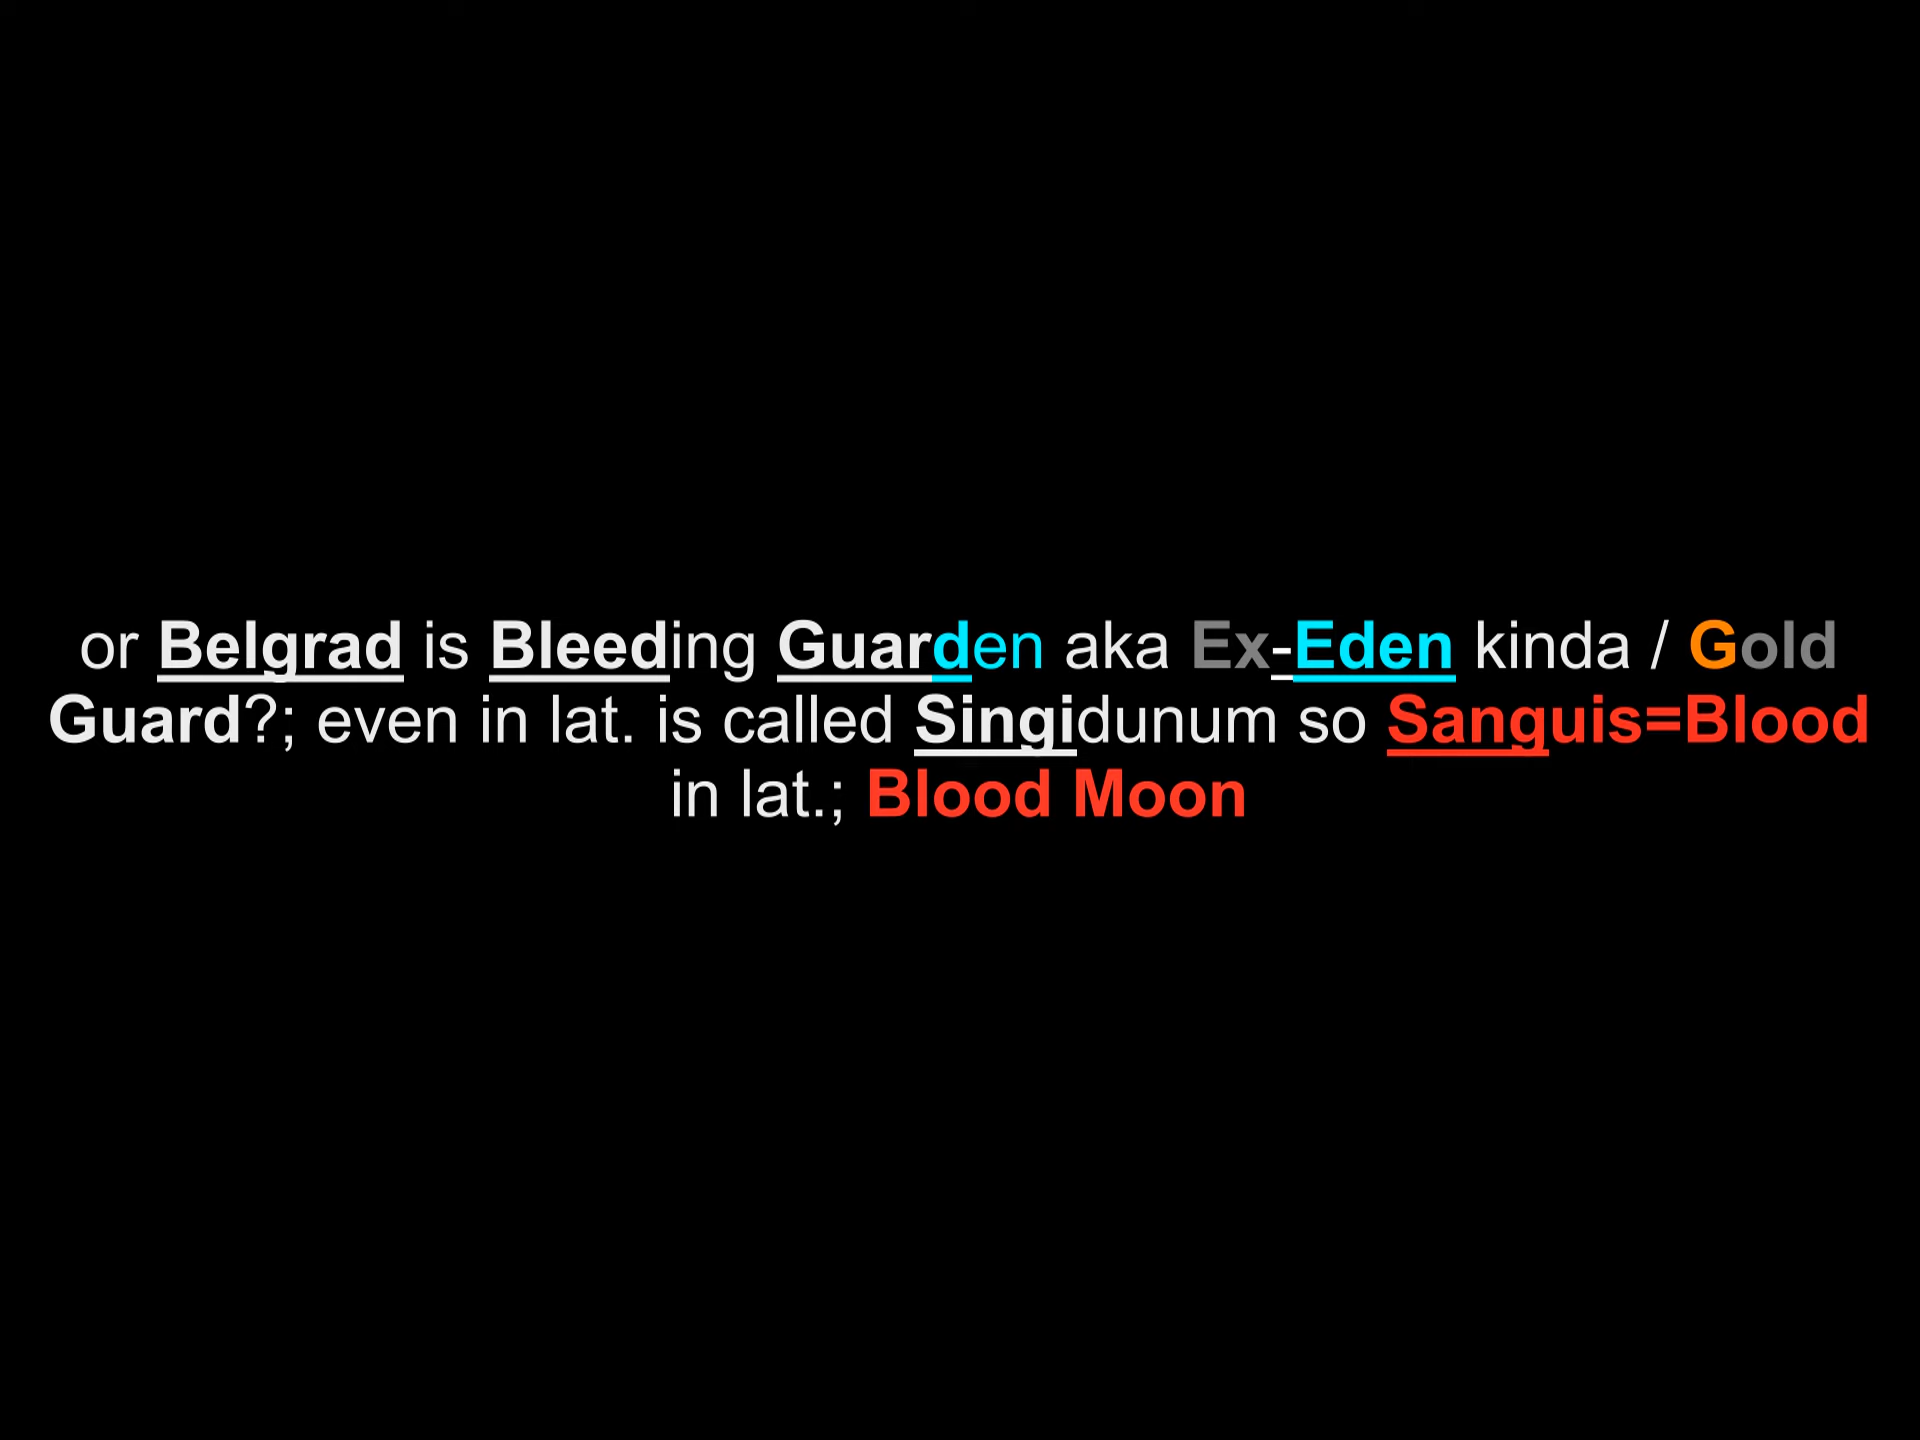 or Belgrad is Bleeding Guarden aka Ex-Eden kinda / Gold
Guard?; even in lat. is called Singidunum so Sanguis=Blood
in lat.; Blood Moon